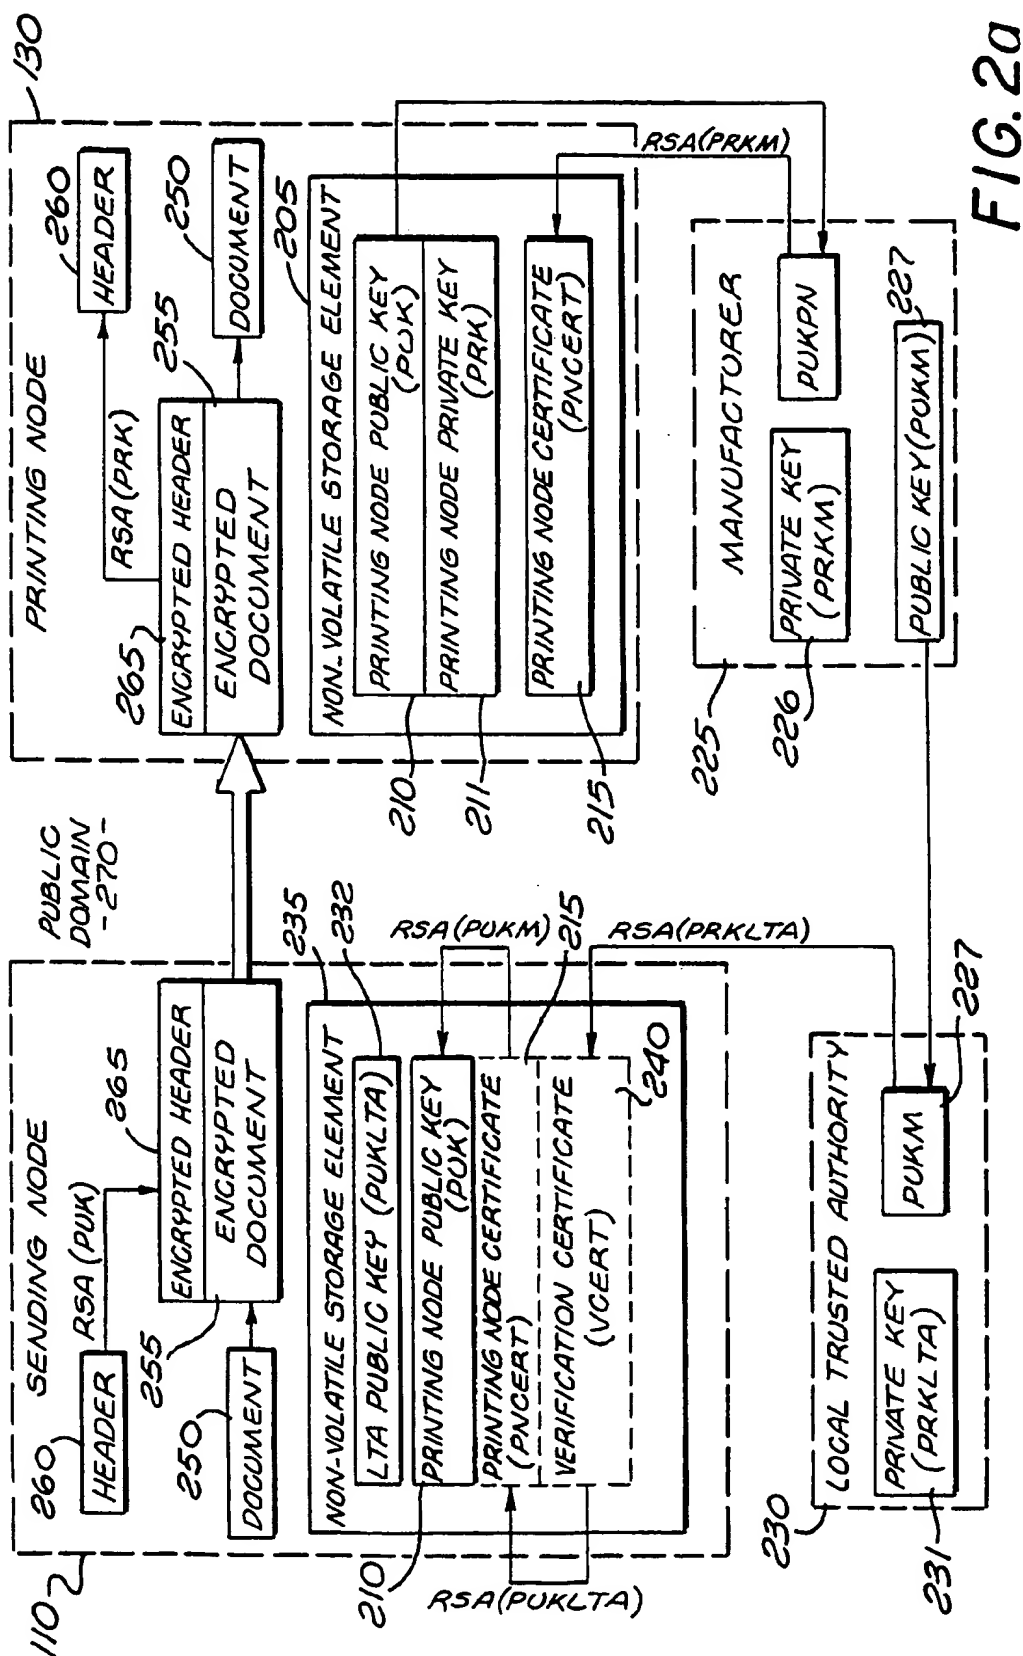 110
SENDING NODE
260
HEADER
RSA(PUK)
265
ENCRYPTED HEADER
ENCRYPTED
DOCUMENT
255
250
DOCUMENT
235
232
NON-VOLATILE STORAGE ELEMENT
LTA PUBLIC KEY (PUKLTA)
PRINTING NODE PUBLIC KEY
(PUK)
PRINTING NODE CERTIFICATE
(PNCERT)
VERIFICATION CERTIFICATE
(VCERT)
210
RSA(PUKLTA)
RSA(PUKM)
215
240
RSA(PRKLTA)
PUBLIC
DOMAIN
-270-
PRINTING NODE
130
260
HEADER
RSA(PRK)
265
ENCRYPTED HEADER
ENCRYPTED
DOCUMENT
255
250
DOCUMENT
205
NON-VOLATILE STORAGE ELEMENT
PRINTING NODE PUBLIC KEY
(PUK)
PRINTING NODE PRIVATE KEY
(PRK)
PRINTING NODE CERTIFICATE
(PNCERT)
210
211
215
RSA(PRKM)
230
LOCAL TRUSTED AUTHORITY
PRIVATE KEY
(PRKLTA)
231
PUKM
227
225
MANUFACTURER
PRIVATE KEY
(PRKM)
226
PUKPN
PUBLIC KEY(PUKM)
227
FIG. 2a